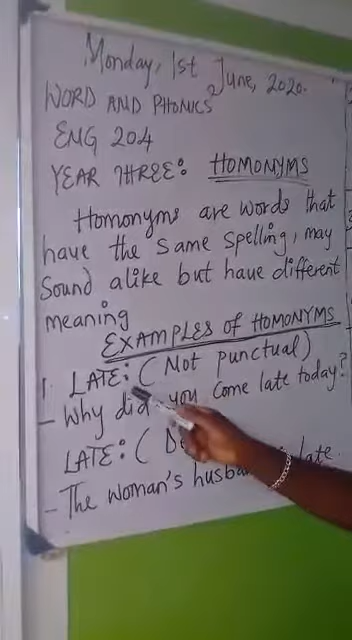 Monday, 1st June, 2020.
WORD AND PHONICS
ENG 204
YEAR THREE: HOMONYMS
Homonyms are words that
have the same spelling, may
sound alike but have different
meaning
EXAMPLES of HOMONYMS
1. LATE: (Not punctual)
- Why did you come late today?
LATE: (
- The woman's late.